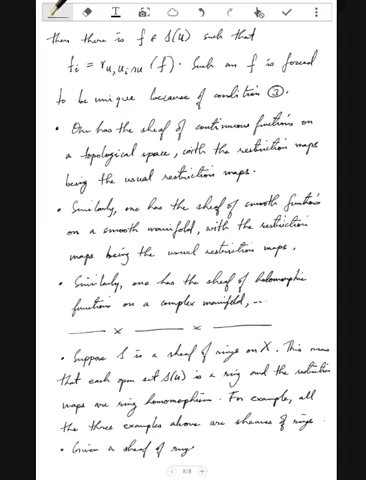 then there is f ∈ S(U) such that
fi = rU,Ui∩U (f). Such an f is forced
to be unique because of condition ③.
• One has the sheaf of continuous functions on
a topological space, with the restriction maps
being the usual restriction maps.
• Similarly, one has the sheaf of smooth functions
on a smooth manifold, with the restriction
maps being the usual restriction maps.
• Similarly, one has the sheaf of holomorphic
functions on a complex manifold, ...
—— x —— x ——
• Suppose S is a sheaf of rings on X. This means
that each open set S(U) is a ring and the restriction
maps are ring homomorphisms. For example, all
the three examples above are sheaves of rings.
• Given a sheaf of rings
8/8